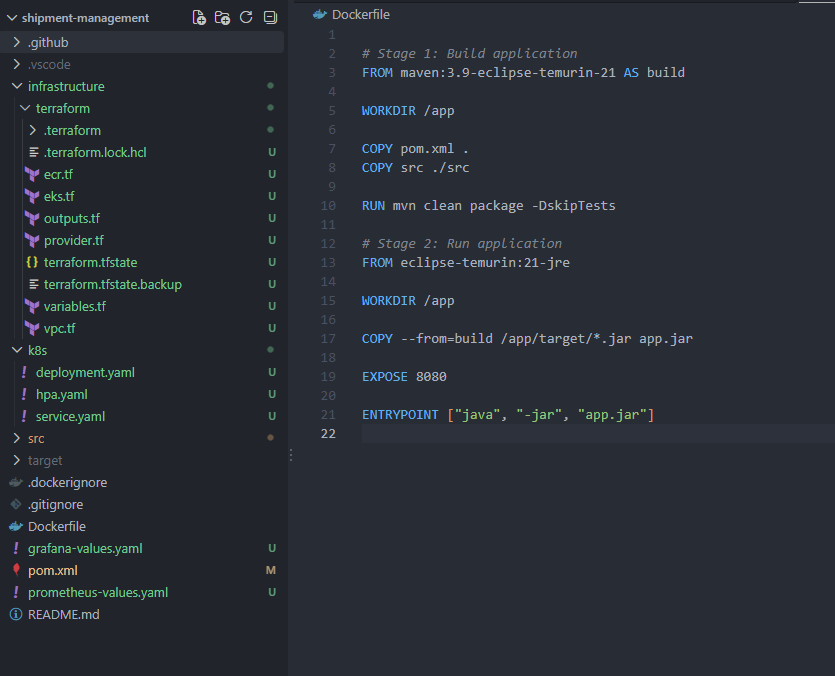 shipment-management
.github
.vscode
infrastructure
terraform
.terraform
.terraform.lock.hcl U
ecr.tf U
eks.tf U
outputs.tf U
provider.tf U
{} terraform.tfstate U
terraform.tfstate.backup U
variables.tf U
vpc.tf U
k8s
! deployment.yaml U
! hpa.yaml U
! service.yaml U
src
target
.dockerignore
.gitignore
Dockerfile
! grafana-values.yaml U
pom.xml M
! prometheus-values.yaml U
README.md
Dockerfile
1
2 # Stage 1: Build application
3 FROM maven:3.9-eclipse-temurin-21 AS build
4
5 WORKDIR /app
6
7 COPY pom.xml .
8 COPY src ./src
9
10 RUN mvn clean package -DskipTests
11
12 # Stage 2: Run application
13 FROM eclipse-temurin:21-jre
14
15 WORKDIR /app
16
17 COPY --from=build /app/target/*.jar app.jar
18
19 EXPOSE 8080
20
21 ENTRYPOINT ["java", "-jar", "app.jar"]
22